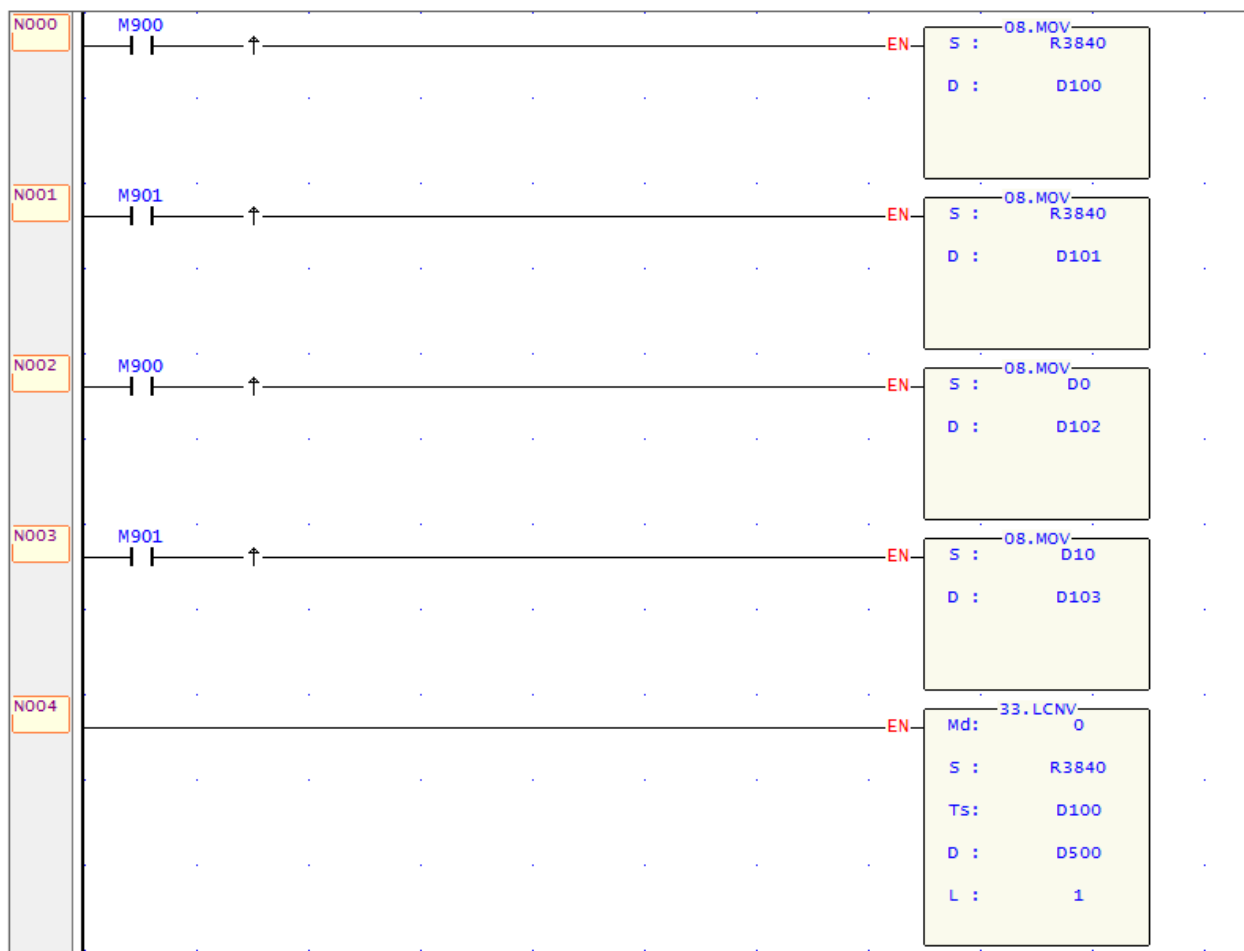 N000
M900
EN
08.MOV
S : R3840
D : D100
N001
M901
EN
08.MOV
S : R3840
D : D101
N002
M900
EN
08.MOV
S : D0
D : D102
N003
M901
EN
08.MOV
S : D10
D : D103
N004
EN
33.LCNV
Md: 0
S : R3840
Ts: D100
D : D500
L : 1